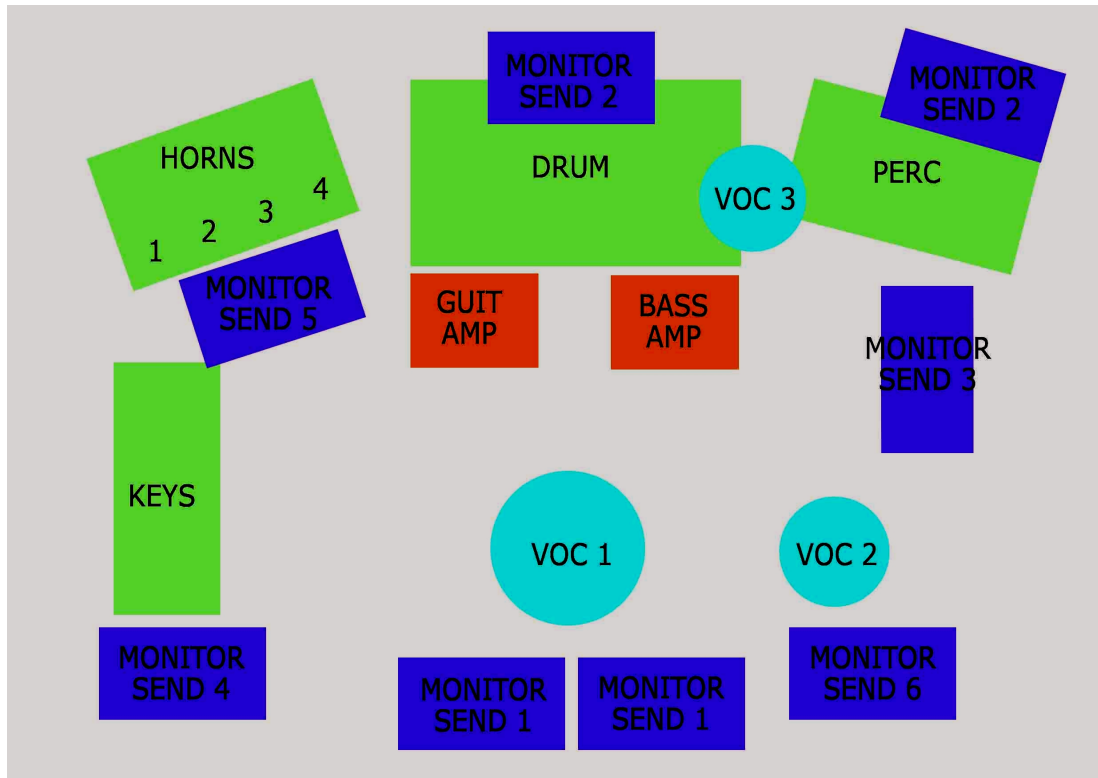 MONITOR
SEND 2
MONITOR
SEND 2
HORNS
1 2 3 4
DRUM
VOC 3
PERC
MONITOR
SEND 5
GUIT
AMP
BASS
AMP
MONITOR
SEND 3
KEYS
VOC 1
VOC 2
MONITOR
SEND 4
MONITOR
SEND 1
MONITOR
SEND 1
MONITOR
SEND 6